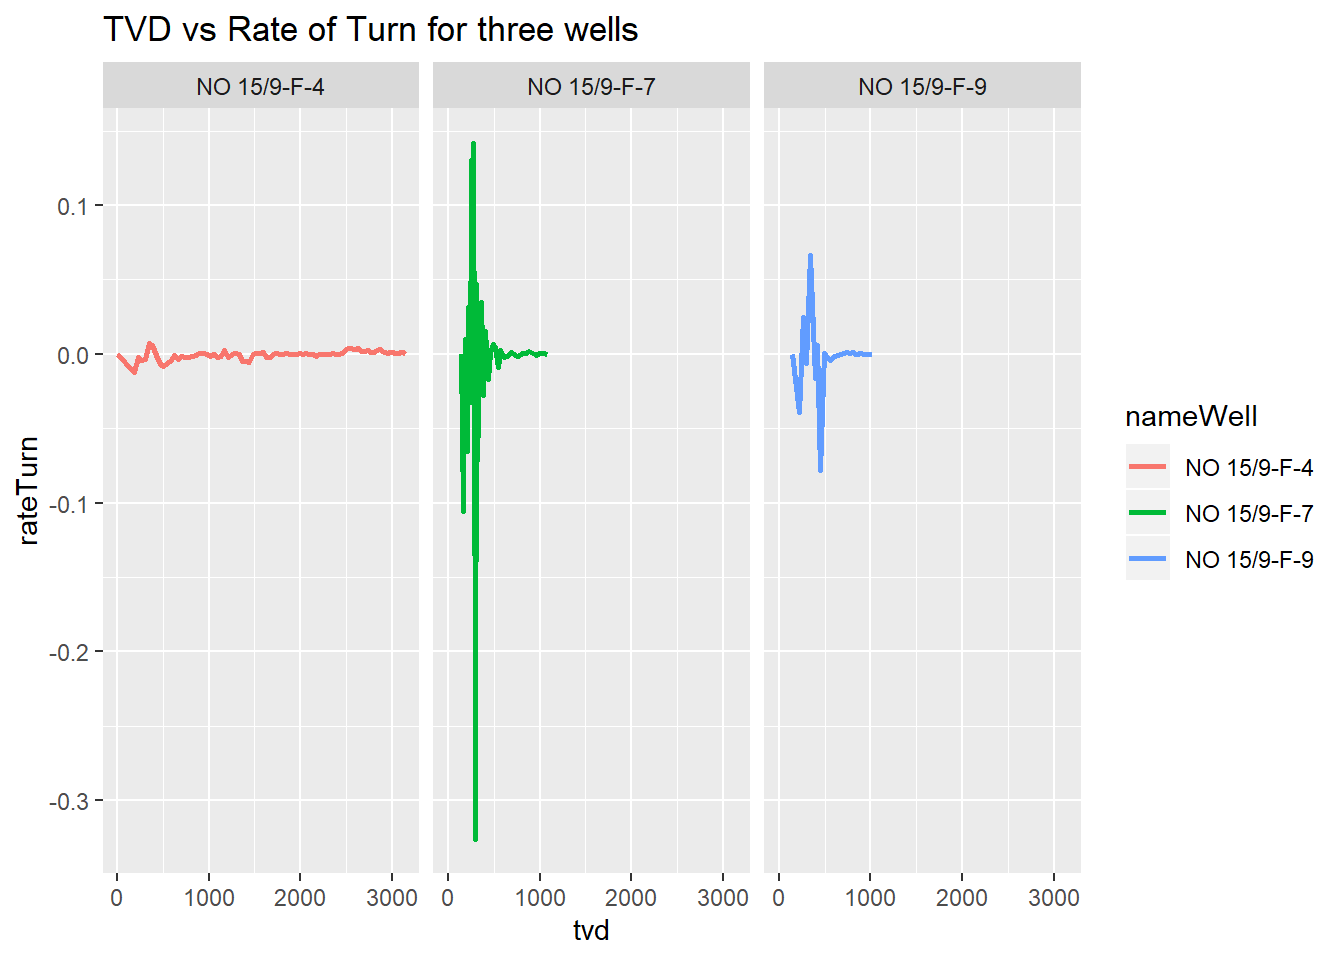 TVD vs Rate of Turn for three wells
NO 15/9-F-4 NO 15/9-F-7 NO 15/9-F-9
0.1
0.0
-0.1
-0.2
-0.3
rateTurn
0 1000 2000 3000 0 1000 2000 3000 0 1000 2000 3000
tvd
nameWell
NO 15/9-F-4
NO 15/9-F-7
NO 15/9-F-9